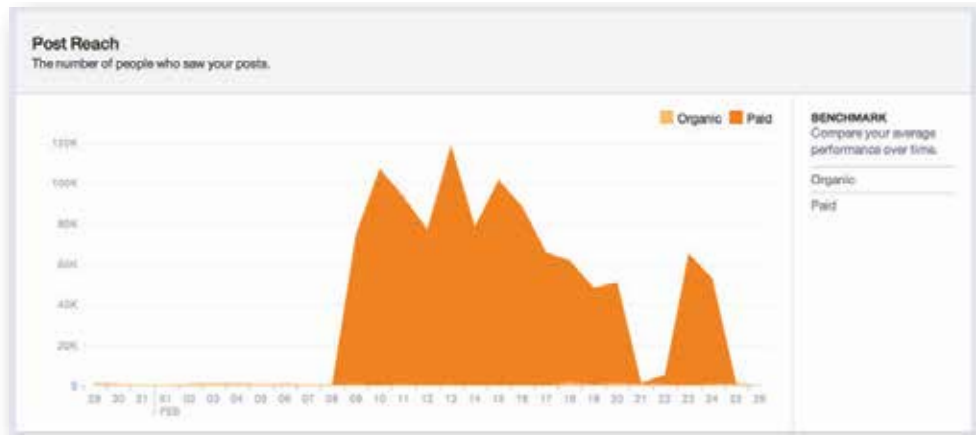 Post Reach
The number of people who saw your posts.
Organic Paid
BENCHMARK
Compare your average
performance over time.
Organic
Paid
120K
100K
80K
60K
40K
20K
0
29 30 31 01 02 03 04 05 06 07 08 09 10 11 12 13 14 15 16 17 18 19 20 21 22 23 24 25 26
FEB